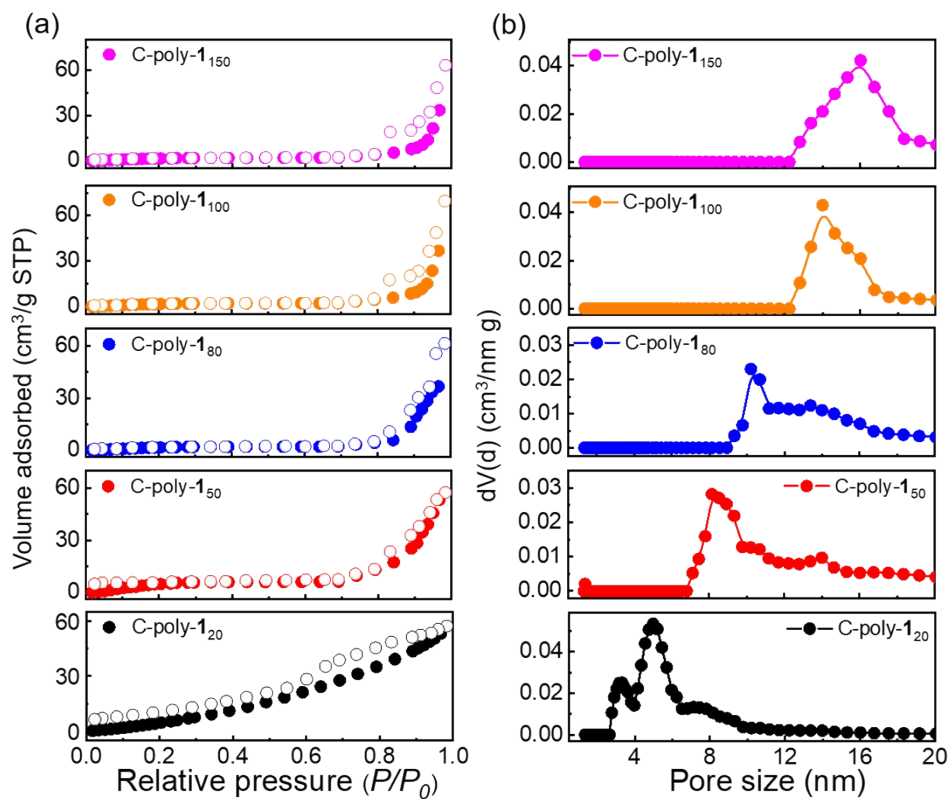 (a)
(b)
C-poly-1₁₅₀
60
30
0
C-poly-1₁₅₀
0.04
0.02
0.00
C-poly-1₁₀₀
60
30
0
C-poly-1₁₀₀
0.04
0.02
0.00
C-poly-1₈₀
60
30
0
C-poly-1₈₀
0.03
0.02
0.01
0.00
C-poly-1₅₀
60
30
0
C-poly-1₅₀
0.03
0.02
0.01
0.00
C-poly-1₂₀
60
30
0
C-poly-1₂₀
0.04
0.02
0.00
Volume adsorbed (cm³/g STP)
dV(d) (cm³/nm g)
0.0 0.2 0.4 0.6 0.8 1.0
4 8 12 16 20
Relative pressure (P/P₀)
Pore size (nm)